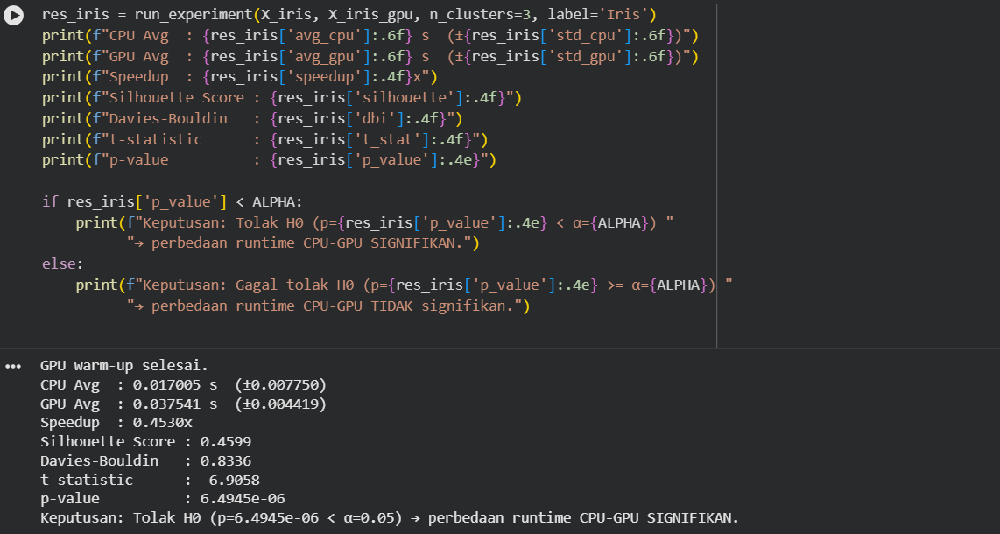 res_iris = run_experiment(X_iris, X_iris_gpu, n_clusters=3, label='Iris')
print(f"CPU Avg  : {res_iris['avg_cpu']:.6f} s  (±{res_iris['std_cpu']:.6f})")
print(f"GPU Avg  : {res_iris['avg_gpu']:.6f} s  (±{res_iris['std_gpu']:.6f})")
print(f"Speedup  : {res_iris['speedup']:.4f}x")
print(f"Silhouette Score : {res_iris['silhouette']:.4f}")
print(f"Davies-Bouldin   : {res_iris['dbi']:.4f}")
print(f"t-statistic      : {res_iris['t_stat']:.4f}")
print(f"p-value          : {res_iris['p_value']:.4e}")

if res_iris['p_value'] < ALPHA:
    print(f"Keputusan: Tolak H0 (p={res_iris['p_value']:.4e} < α={ALPHA}) "
          "→ perbedaan runtime CPU-GPU SIGNIFIKAN.")
else:
    print(f"Keputusan: Gagal tolak H0 (p={res_iris['p_value']:.4e} >= α={ALPHA}) "
          "→ perbedaan runtime CPU-GPU TIDAK signifikan.")

GPU warm-up selesai.
CPU Avg  : 0.017005 s  (±0.007750)
GPU Avg  : 0.037541 s  (±0.004419)
Speedup  : 0.4530x
Silhouette Score : 0.4599
Davies-Bouldin   : 0.8336
t-statistic      : -6.9058
p-value          : 6.4945e-06
Keputusan: Tolak H0 (p=6.4945e-06 < α=0.05) → perbedaan runtime CPU-GPU SIGNIFIKAN.